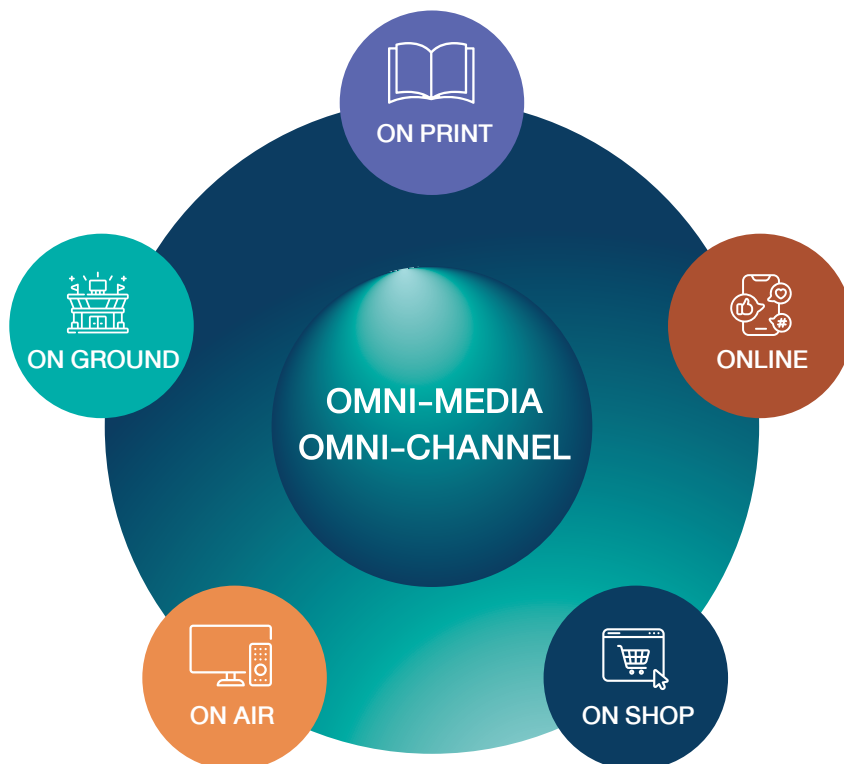 ON PRINT
ON GROUND
ONLINE
OMNI-MEDIA
OMNI-CHANNEL
ON AIR
ON SHOP
#